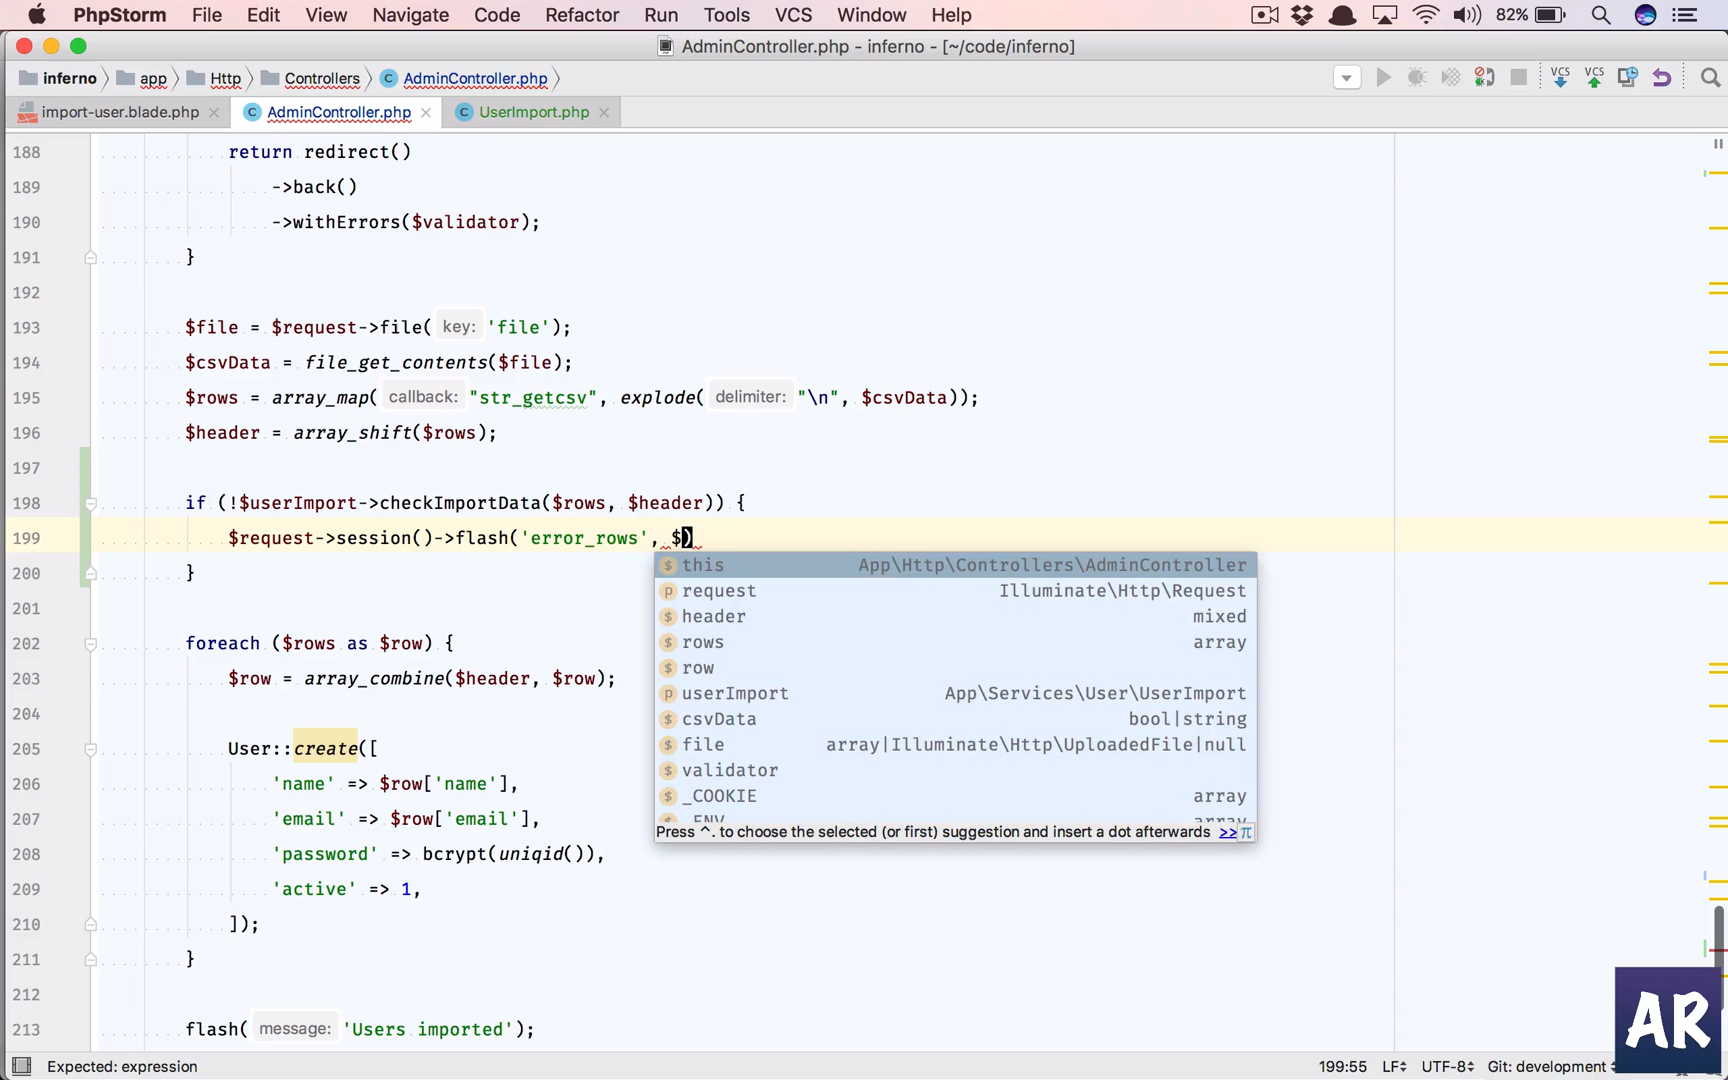 PhpStorm File Edit View Navigate Code Refactor Run Tools VCS Window Help 82%
AdminController.php - inferno - [~/code/inferno]
inferno app Http Controllers AdminController.php VCS VCS
import-user.blade.php AdminController.php UserImport.php
188 return redirect()
189 ->back()
190 ->withErrors($validator);
191 }
192
193 $file = $request->file( key: 'file');
194 $csvData = file_get_contents($file);
195 $rows = array_map( callback: "str_getcsv", explode( delimiter: "\n", $csvData));
196 $header = array_shift($rows);
197
198 if (!$userImport->checkImportData($rows, $header)) {
199 $request->session()->flash('error_rows', $)
200 }
201
202 foreach ($rows as $row) {
203 $row = array_combine($header, $row);
204
205 User::create([
206 'name' => $row['name'],
207 'email' => $row['email'],
208 'password' => bcrypt(uniqid()),
209 'active' => 1,
210 ]);
211 }
212
213 flash( message: 'Users imported');
this App\Http\Controllers\AdminController
request Illuminate\Http\Request
header mixed
rows array
row
userImport App\Services\User\UserImport
csvData bool|string
file array|Illuminate\Http\UploadedFile|null
validator
_COOKIE array
_ENV array
Press ^. to choose the selected (or first) suggestion and insert a dot afterwards >> π
Expected: expression 199:55 LF UTF-8 Git: development
AR